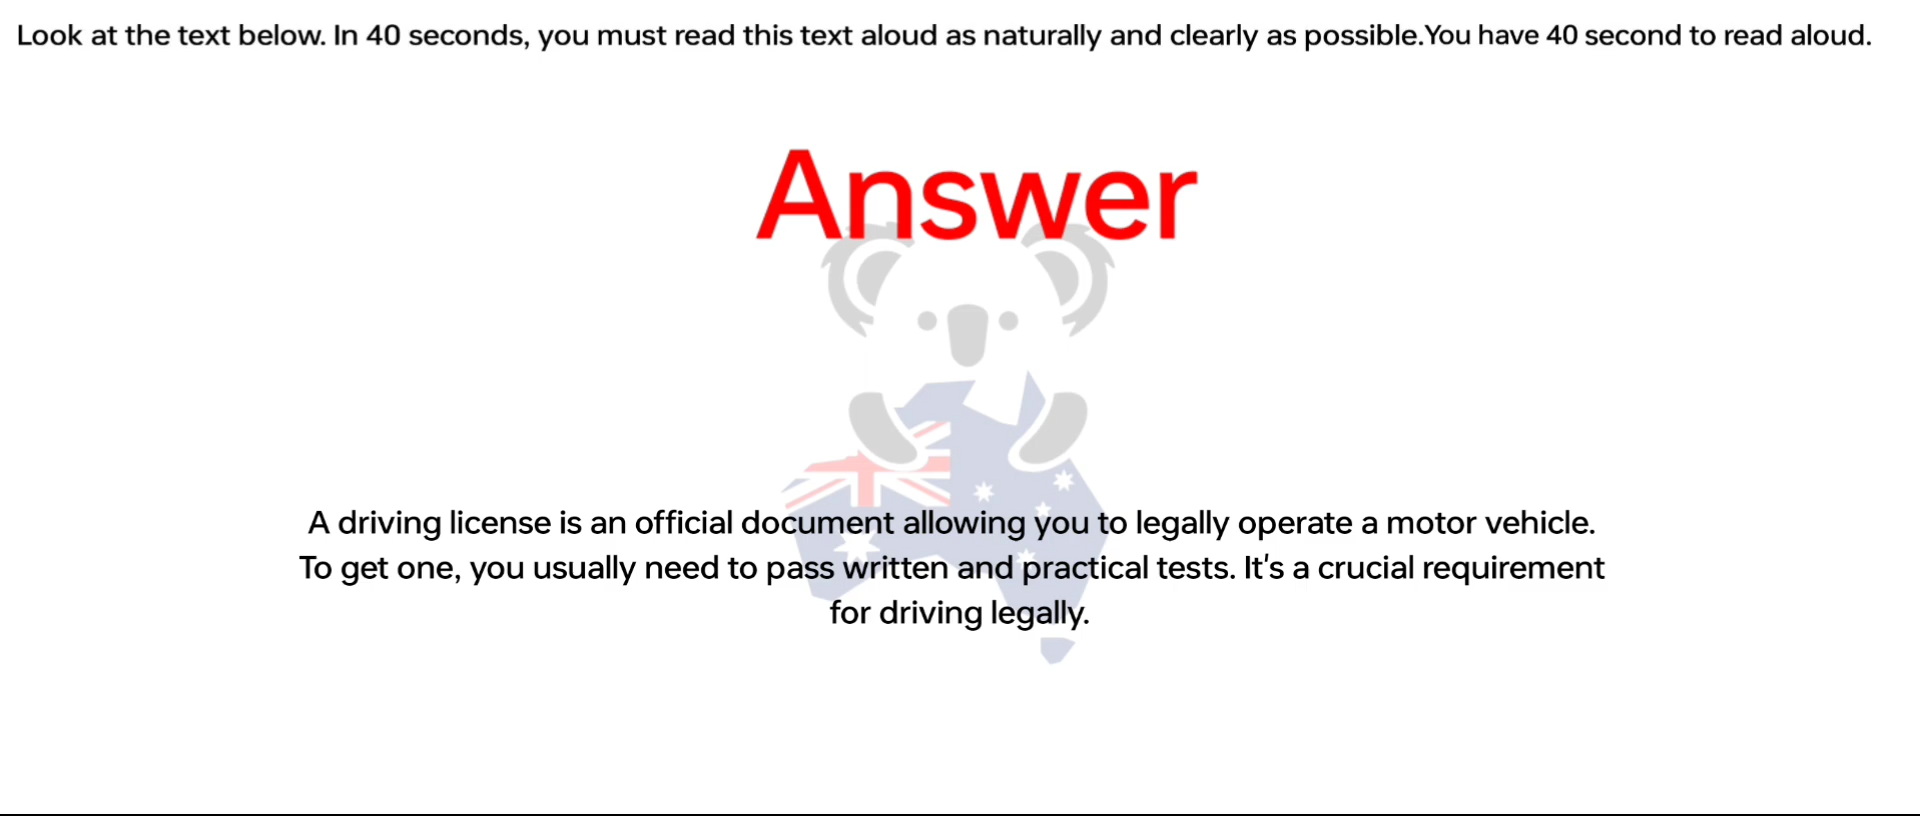 Look at the text below. In 40 seconds, you must read this text aloud as naturally and clearly as possible.You have 40 second to read aloud.
Answer
A driving license is an official document allowing you to legally operate a motor vehicle.
To get one, you usually need to pass written and practical tests. It's a crucial requirement
for driving legally.